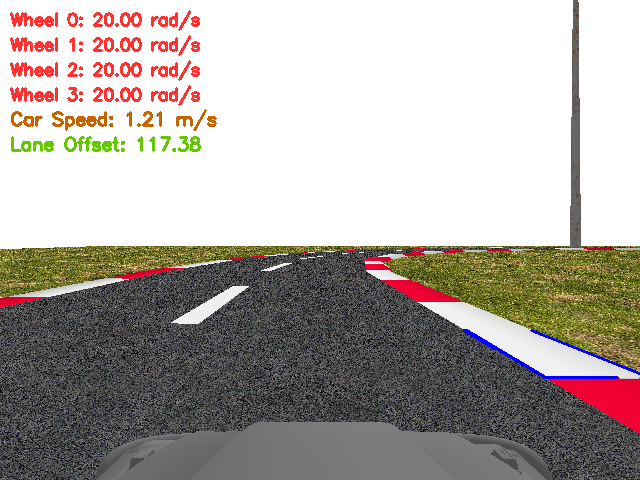 Wheel 0: 20.00 rad/s
Wheel 1: 20.00 rad/s
Wheel 2: 20.00 rad/s
Wheel 3: 20.00 rad/s
Car Speed: 1.21 m/s
Lane Offset: 117.38